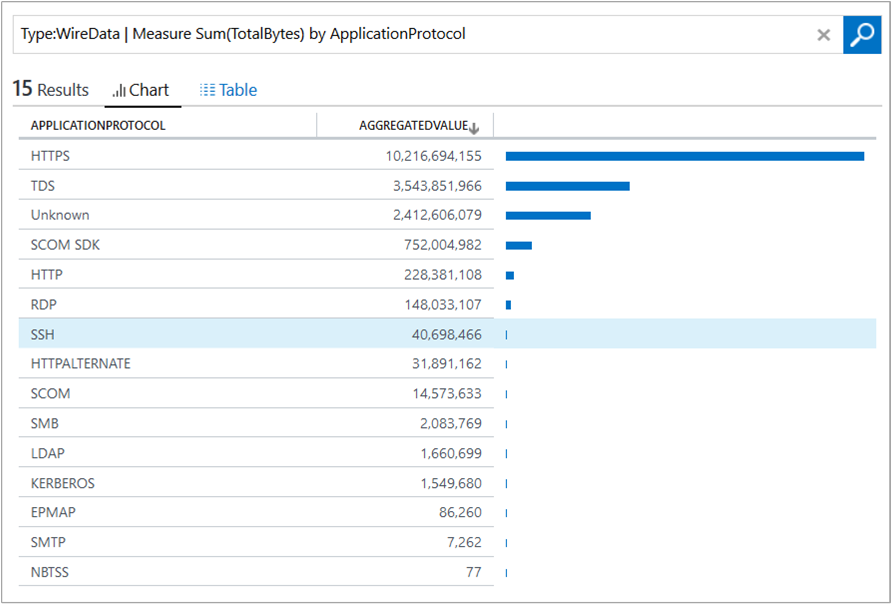 Type:WireData | Measure Sum(TotalBytes) by ApplicationProtocol
15 Results Chart Table
APPLICATIONPROTOCOL AGGREGATEDVALUE
HTTPS 10,216,694,155
TDS 3,543,851,966
Unknown 2,412,606,079
SCOM SDK 752,004,982
HTTP 228,381,108
RDP 148,033,107
SSH 40,698,466
HTTPALTERNATE 31,891,162
SCOM 14,573,633
SMB 2,083,769
LDAP 1,660,699
KERBEROS 1,549,680
EPMAP 86,260
SMTP 7,262
NBTSS 77